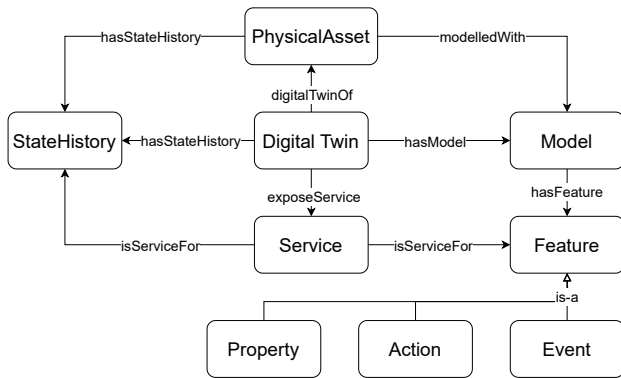 hasStateHistory
PhysicalAsset
modelledWith
digitalTwinOf
StateHistory
hasStateHistory
Digital Twin
hasModel
Model
exposeService
hasFeature
isServiceFor
Service
isServiceFor
Feature
is-a
Property
Action
Event